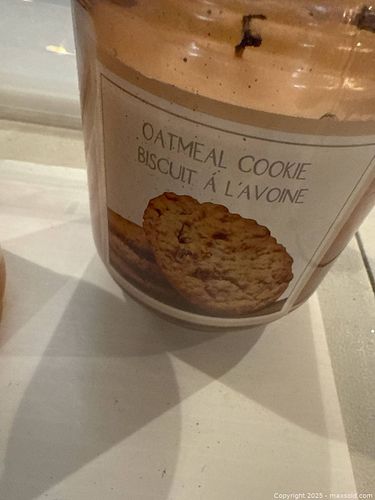 OATMEAL COOKIE
BISCUIT Á L'AVOINE
Copyright 2025 - maxsold.com